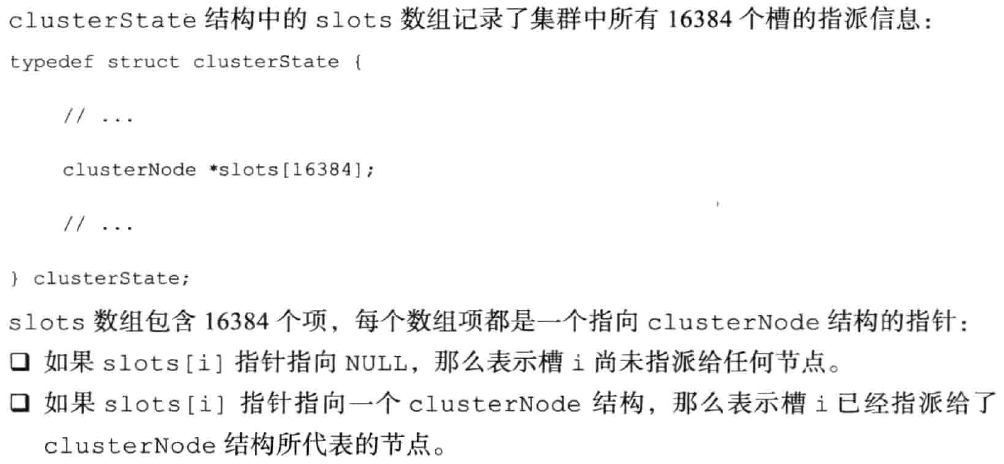 clusterState 结构中的 slots 数组记录了集群中所有 16384 个槽的指派信息：
typedef struct clusterState {
// ...
clusterNode *slots[16384];
// ...
} clusterState;
slots 数组包含 16384 个项，每个数组项都是一个指向 clusterNode 结构的指针：
❏ 如果 slots[i] 指针指向 NULL，那么表示槽 i 尚未指派给任何节点。
❏ 如果 slots[i] 指针指向一个 clusterNode 结构，那么表示槽 i 已经指派给了
clusterNode 结构所代表的节点。